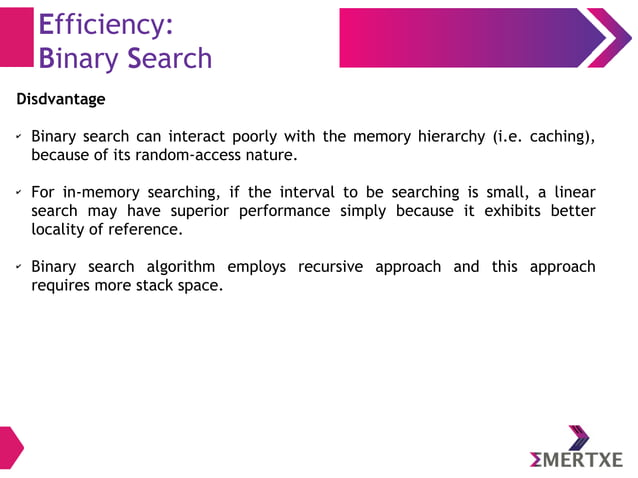 Efficiency:
Binary Search
Disdvantage
✔ Binary search can interact poorly with the memory hierarchy (i.e. caching),
because of its random-access nature.
✔ For in-memory searching, if the interval to be searching is small, a linear
search may have superior performance simply because it exhibits better
locality of reference.
✔ Binary search algorithm employs recursive approach and this approach
requires more stack space.
EMERTXE